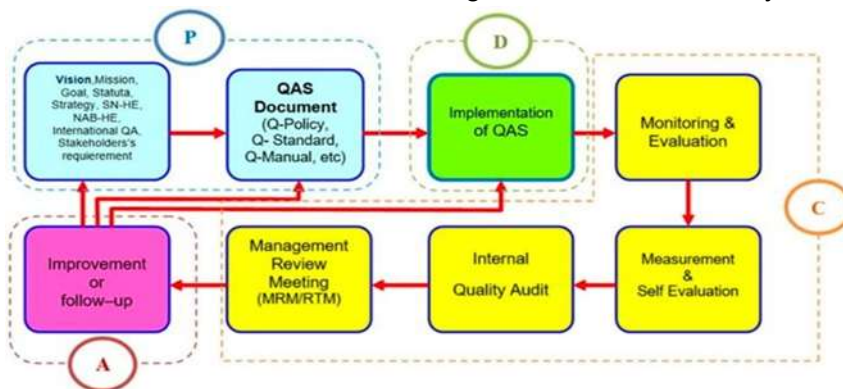 P
D
Vision,Mission,
Goal, Statuta,
Strategy, SN-HE,
NAB-HE,
International QA,
Stakeholders's
requierement
QAS
Document
(Q-Policy,
Q- Standard,
Q-Manual, etc)
Implementation
of QAS
Monitoring &
Evaluation
C
Improvement
or
follow–up
Management
Review
Meeting
(MRM/RTM)
Internal
Quality Audit
Measurement
&
Self Evaluation
A